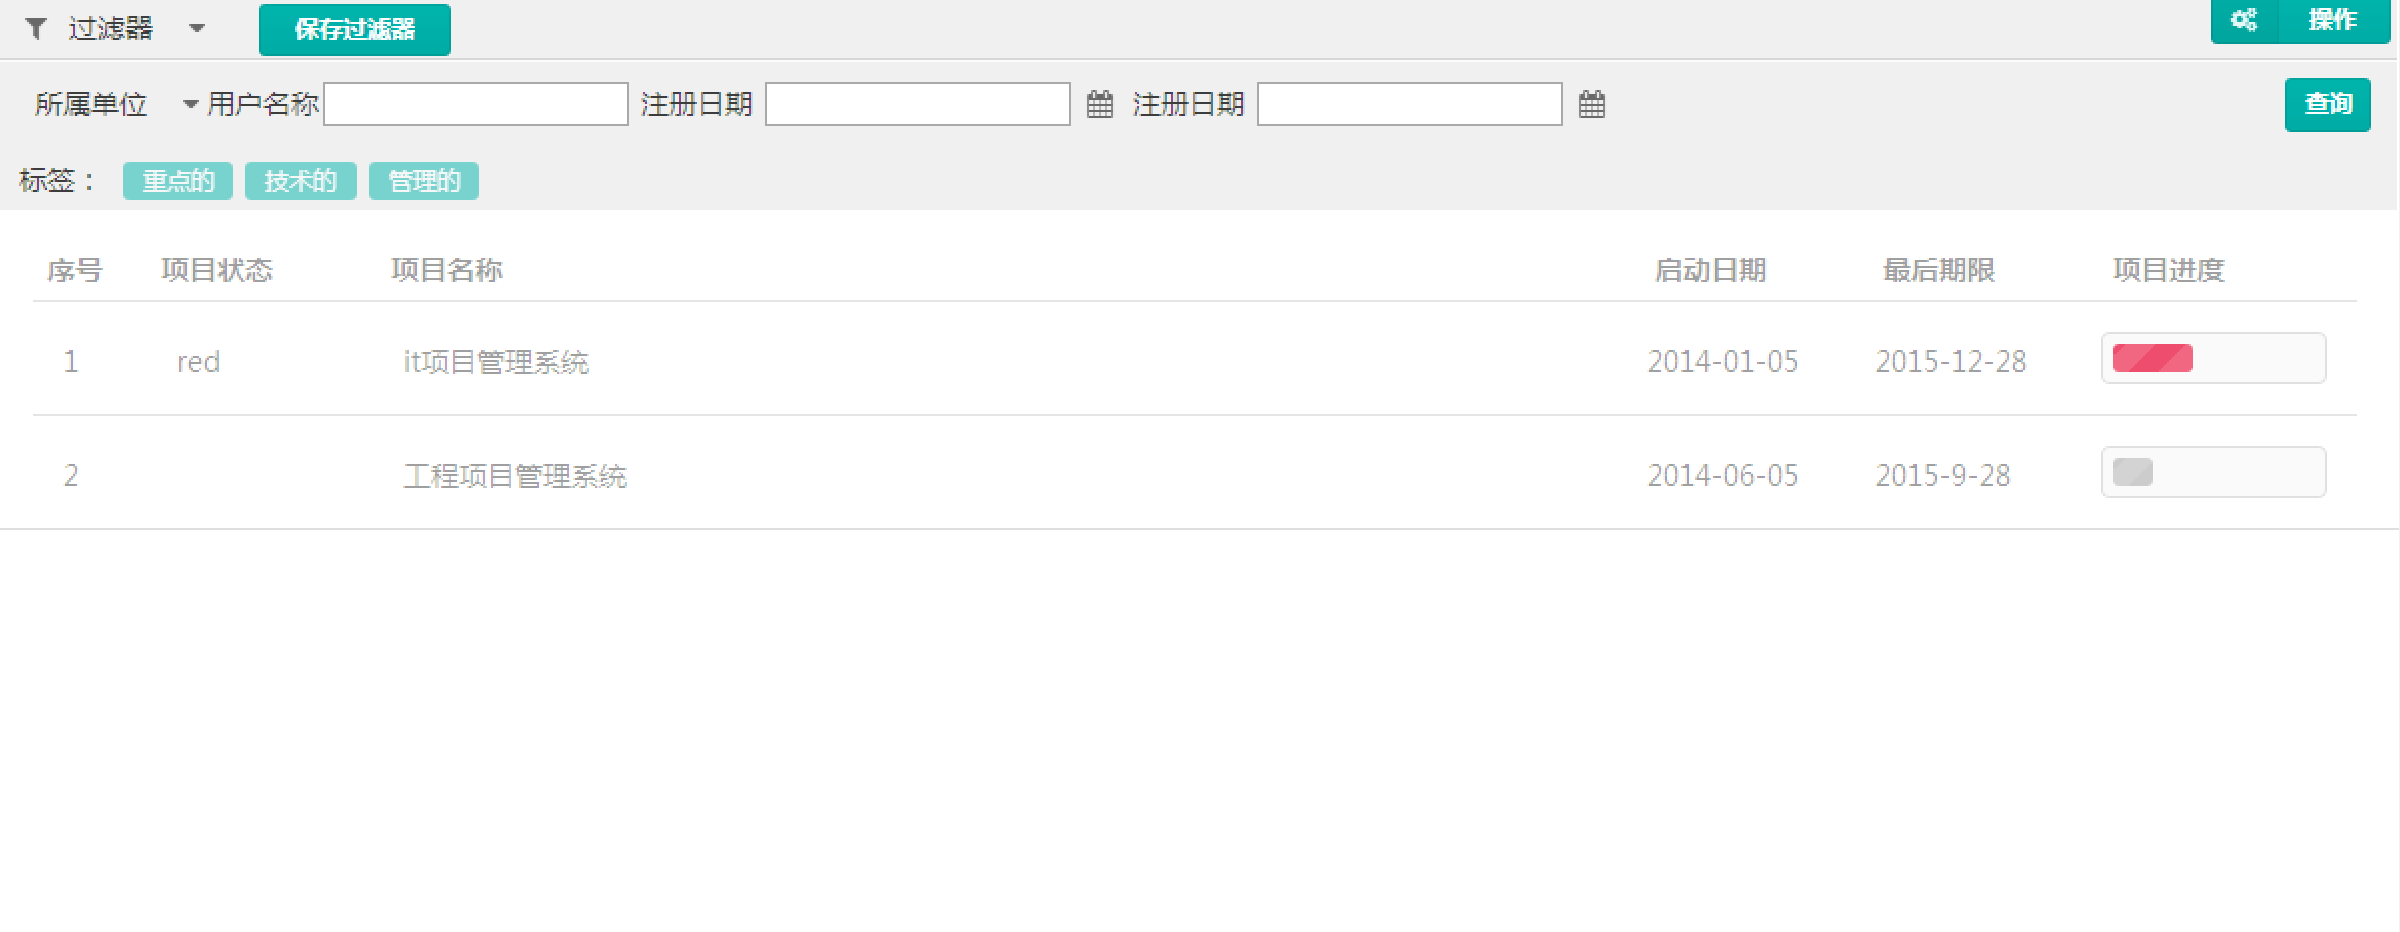 过滤器 保存过滤器 操作
所属单位 用户名称 注册日期 注册日期 查询
标签： 重点的 技术的 管理的
序号 项目状态 项目名称 启动日期 最后期限 项目进度
1 red it项目管理系统 2014-01-05 2015-12-28
2 工程项目管理系统 2014-06-05 2015-9-28